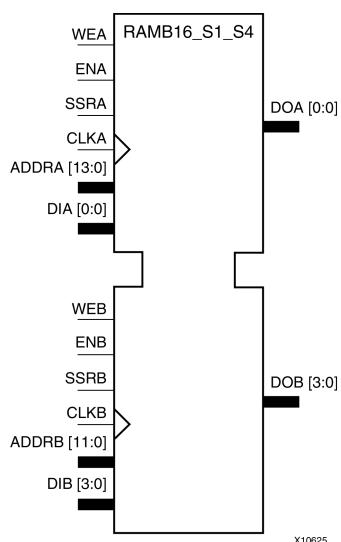 RAMB16_S1_S4
WEA
ENA
SSRA
CLKA
ADDRA [13:0]
DIA [0:0]
DOA [0:0]
WEB
ENB
SSRB
CLKB
ADDRB [11:0]
DIB [3:0]
DOB [3:0]
X10625